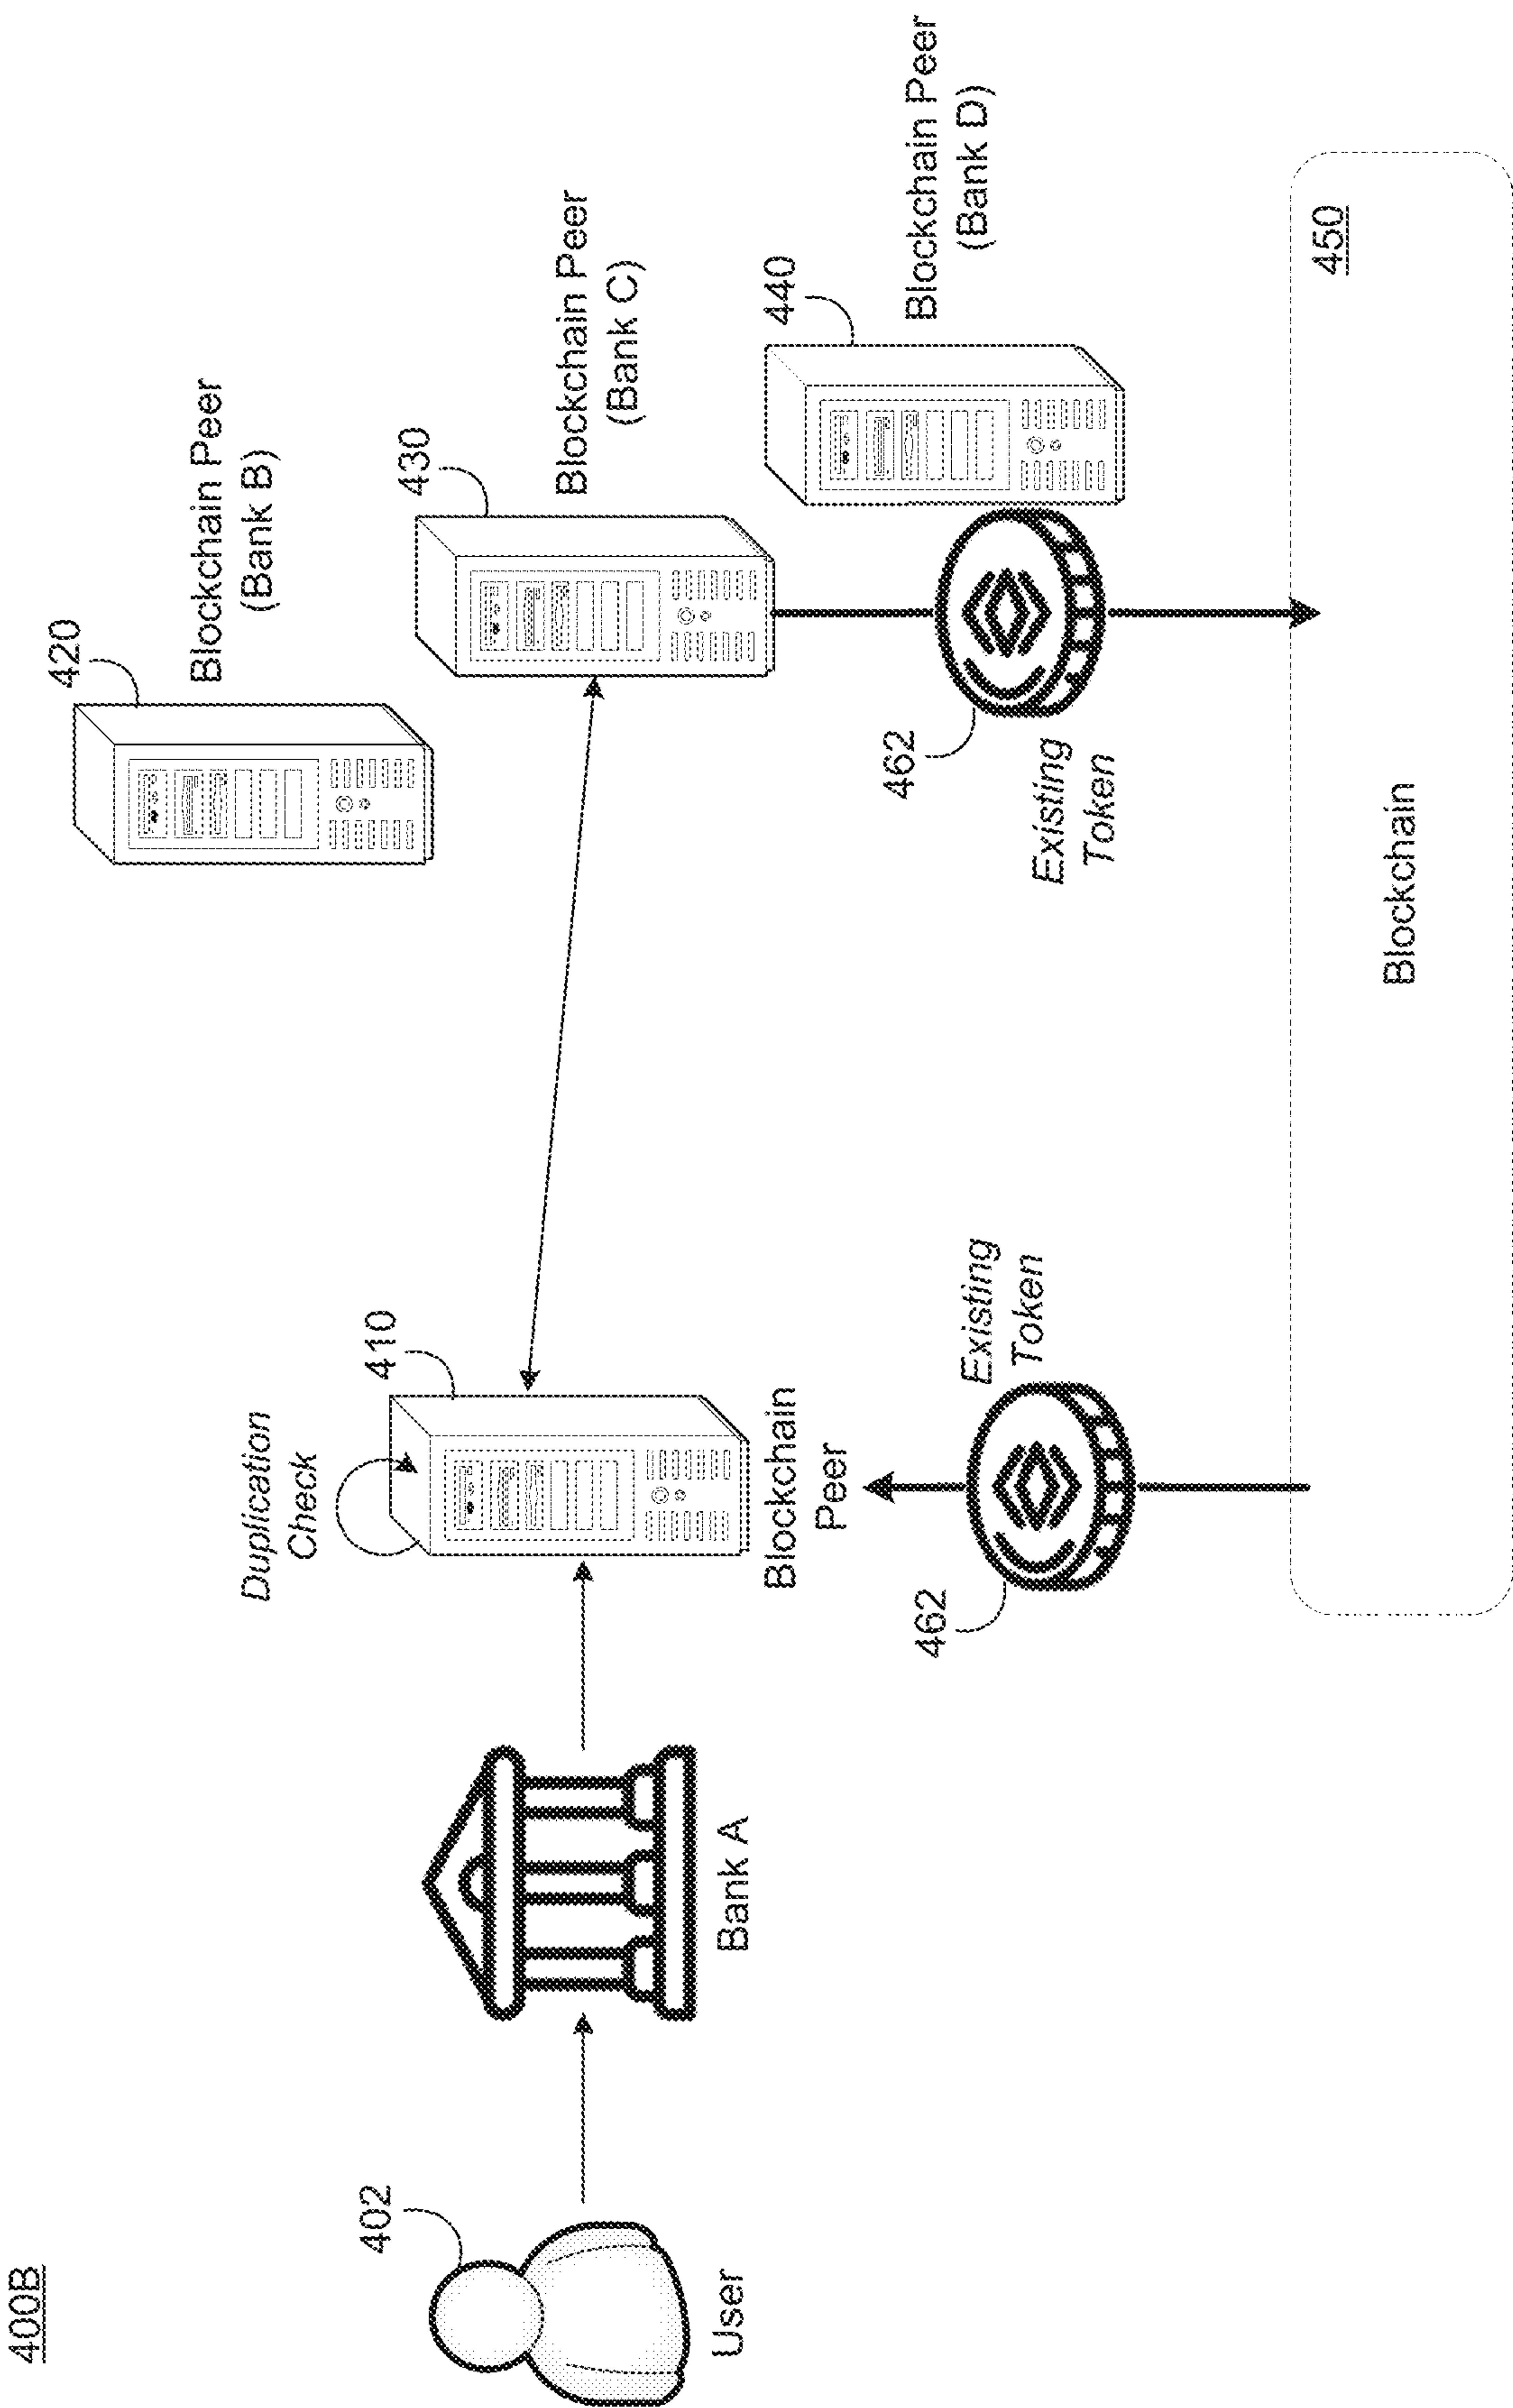 400B
402
User
Bank A
Duplication
Check
410
Blockchain
Peer
462
Existing
Token
420
Blockchain Peer
(Bank B)
430
Blockchain Peer
(Bank C)
440
Blockchain Peer
(Bank D)
462
Existing
Token
450
Blockchain